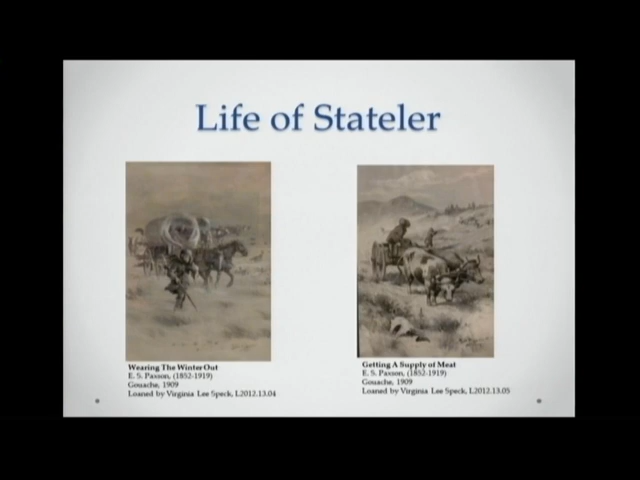 Life of Stateler
Wearing The Winter Out
E. S. Paxson, (1852-1919)
Gouache, 1909
Loaned by Virginia Lee Speck, L2012.13.04
Getting A Supply of Meat
E. S. Paxson, (1852-1919)
Gouache, 1909
Loaned by Virginia Lee Speck, L2012.13.05